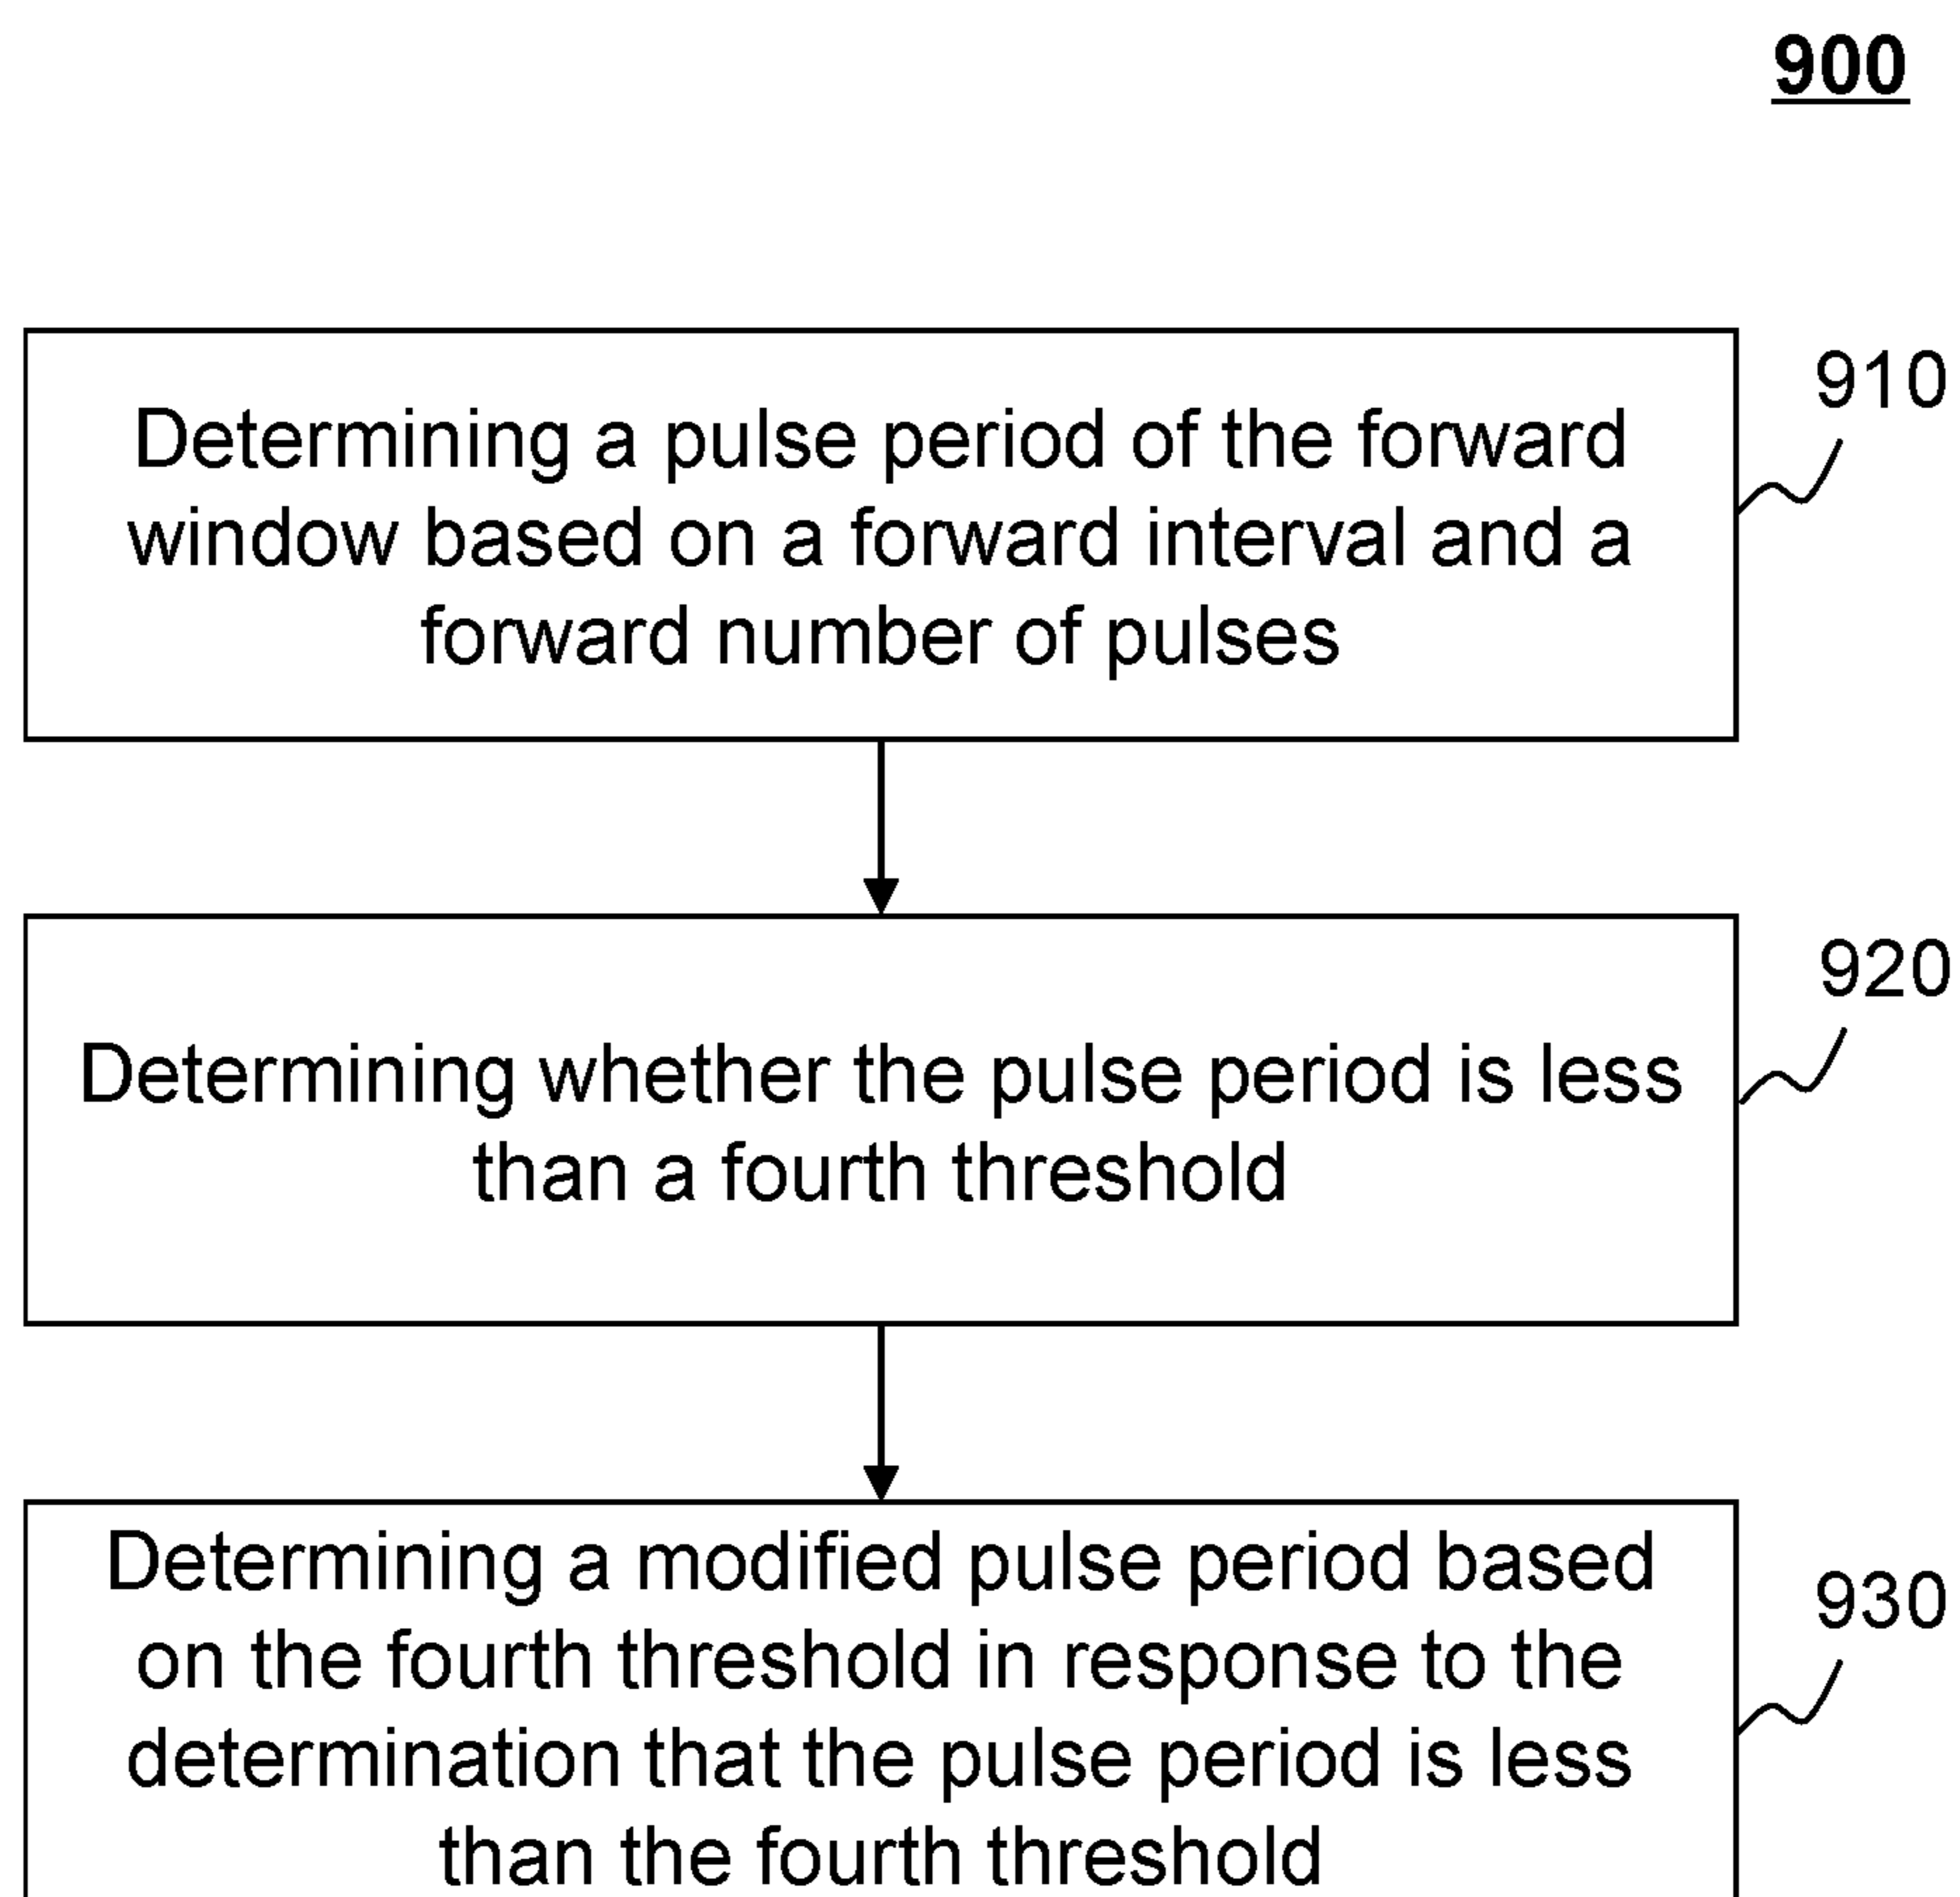 900
910
Determining a pulse period of the forward
window based on a forward interval and a
forward number of pulses
920
Determining whether the pulse period is less
than a fourth threshold
930
Determining a modified pulse period based
on the fourth threshold in response to the
determination that the pulse period is less
than the fourth threshold